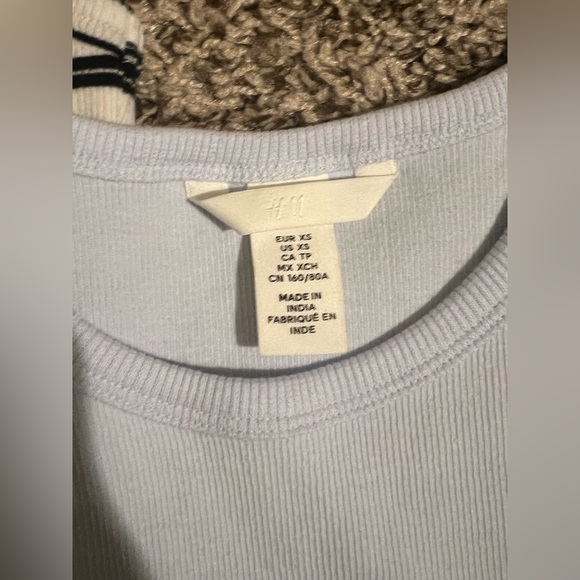 H&M
EUR XS
US XS
CA TP
MX XCH
CN 160/80A
MADE IN
INDIA
FABRIQUÉ EN
INDE